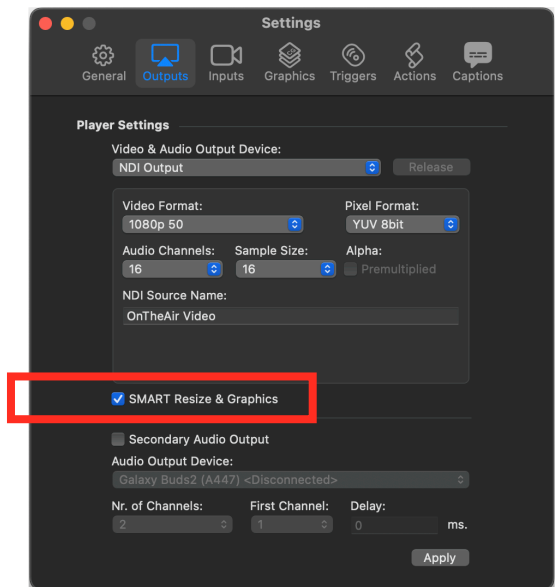 Settings
General Outputs Inputs Graphics Triggers Actions Captions
Player Settings
Video & Audio Output Device:
NDI Output Release
Video Format: Pixel Format:
1080p 50 YUV 8bit
Audio Channels: Sample Size: Alpha:
16 16 Premultiplied
NDI Source Name:
OnTheAir Video
SMART Resize & Graphics
Secondary Audio Output
Audio Output Device:
Galaxy Buds2 (A447) <Disconnected>
Nr. of Channels: First Channel: Delay:
2 1 0 ms.
Apply